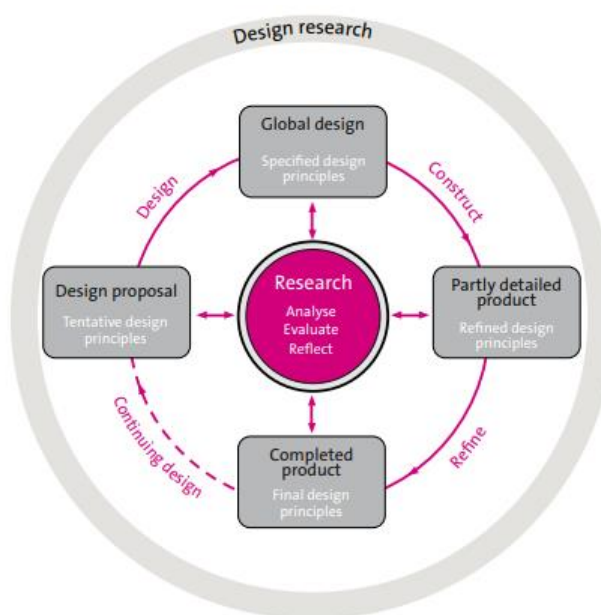 Design research
Global design
Specified design
principles
Design
Construct
Design proposal
Tentative design
principles
Research
Analyse
Evaluate
Reflect
Partly detailed
product
Refined design
principles
Continuing design
Refine
Completed
product
Final design
principles